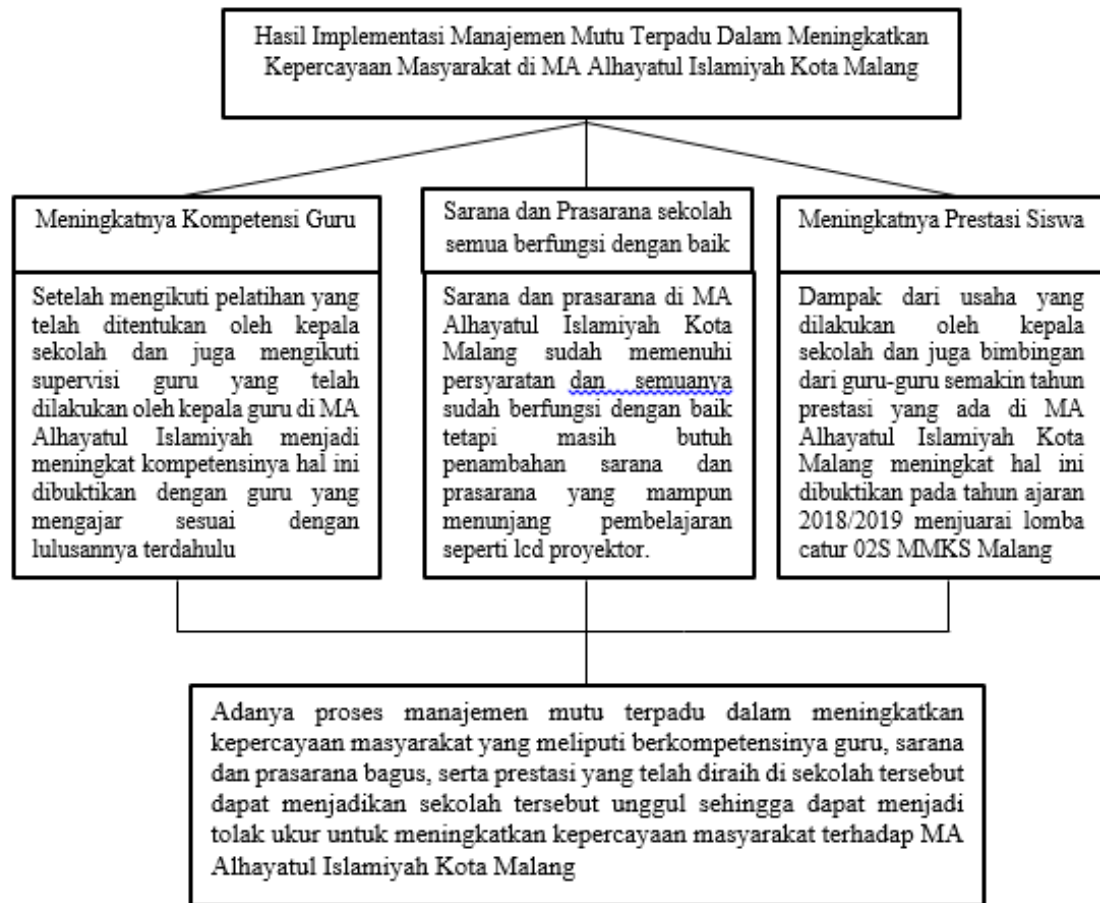 Hasil Implementasi Manajemen Mutu Terpadu Dalam Meningkatkan
Kepercayaan Masyarakat di MA Alhayatul Islamiyah Kota Malang
Meningkatnya Kompetensi Guru
Setelah mengikuti pelatihan yang
telah ditentukan oleh kepala
sekolah dan juga mengikuti
supervisi guru yang telah
dilakukan oleh kepala guru di MA
Alhayatul Islamiyah menjadi
meningkat kompetensinya hal ini
dibuktikan dengan guru yang
mengajar sesuai dengan
lulusannya terdahulu
Sarana dan Prasarana sekolah
semua berfungsi dengan baik
Sarana dan prasarana di MA
Alhayatul Islamiyah Kota
Malang sudah memenuhi
persyaratan dan semuanya
sudah berfungsi dengan baik
tetapi masih butuh
penambahan sarana dan
prasarana yang mampun
menunjang pembelajaran
seperti lcd proyektor.
Meningkatnya Prestasi Siswa
Dampak dari usaha yang
dilakukan oleh kepala
sekolah dan juga bimbingan
dari guru-guru semakin tahun
prestasi yang ada di MA
Alhayatul Islamiyah Kota
Malang meningkat hal ini
dibuktikan pada tahun ajaran
2018/2019 menjuarai lomba
catur 02S MMKS Malang
Adanya proses manajemen mutu terpadu dalam meningkatkan
kepercayaan masyarakat yang meliputi berkompetensinya guru, sarana
dan prasarana bagus, serta prestasi yang telah diraih di sekolah tersebut
dapat menjadikan sekolah tersebut unggul sehingga dapat menjadi
tolak ukur untuk meningkatkan kepercayaan masyarakat terhadap MA
Alhayatul Islamiyah Kota Malang